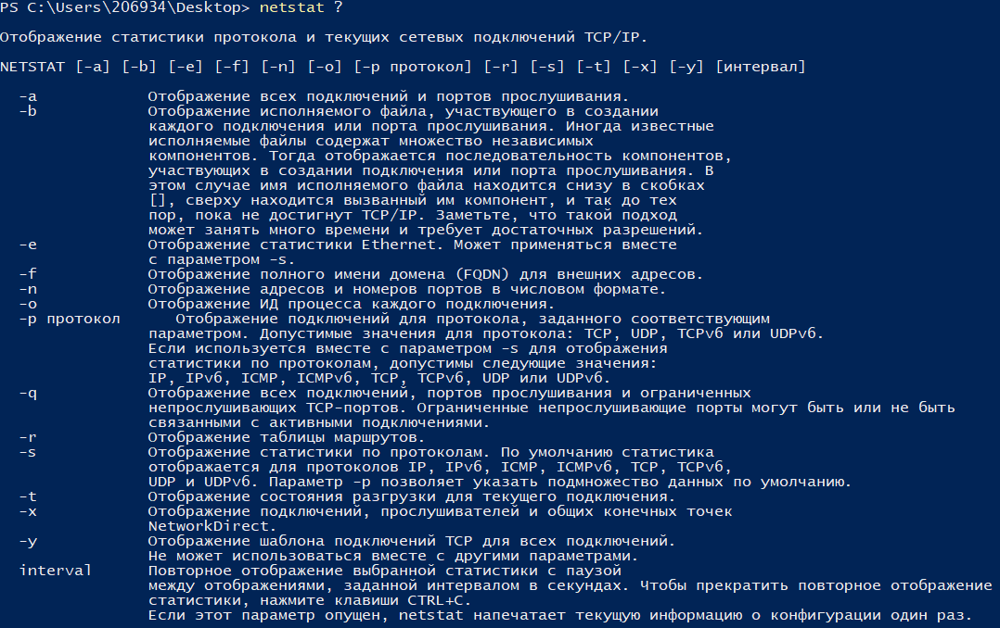 PS C:\Users\206934\Desktop> netstat ?
Отображение статистики протокола и текущих сетевых подключений TCP/IP.
NETSTAT [-a] [-b] [-e] [-f] [-n] [-o] [-p протокол] [-r] [-s] [-t] [-x] [-y] [интервал]
-a Отображение всех подключений и портов прослушивания.
-b Отображение исполняемого файла, участвующего в создании
каждого подключения или порта прослушивания. Иногда известные
исполняемые файлы содержат множество независимых
компонентов. Тогда отображается последовательность компонентов,
участвующих в создании подключения или порта прослушивания. В
этом случае имя исполняемого файла находится снизу в скобках
[], сверху находится вызванный им компонент, и так до тех
пор, пока не достигнут TCP/IP. Заметьте, что такой подход
может занять много времени и требует достаточных разрешений.
-e Отображение статистики Ethernet. Может применяться вместе
с параметром -s.
-f Отображение полного имени домена (FQDN) для внешних адресов.
-n Отображение адресов и номеров портов в числовом формате.
-o Отображение ИД процесса каждого подключения.
-p протокол Отображение подключений для протокола, заданного соответствующим
параметром. Допустимые значения для протокола: TCP, UDP, TCPv6 или UDPv6.
Если используется вместе с параметром -s для отображения
статистики по протоколам, допустимы следующие значения:
IP, IPv6, ICMP, ICMPv6, TCP, TCPv6, UDP или UDPv6.
-q Отображение всех подключений, портов прослушивания и ограниченных
непрослушивающих TCP-портов. Ограниченные непрослушивающие порты могут быть или не быть
связанными с активными подключениями.
-r Отображение таблицы маршрутов.
-s Отображение статистики по протоколам. По умолчанию статистика
отображается для протоколов IP, IPv6, ICMP, ICMPv6, TCP, TCPv6,
UDP и UDPv6. Параметр -p позволяет указать подмножество данных по умолчанию.
-t Отображение состояния разгрузки для текущего подключения.
-x Отображение подключений, прослушивателей и общих конечных точек
NetworkDirect.
-y Отображение шаблона подключений TCP для всех подключений.
Не может использоваться вместе с другими параметрами.
interval Повторное отображение выбранной статистики с паузой
между отображениями, заданной интервалом в секундах. Чтобы прекратить повторное отображение
статистики, нажмите клавиши CTRL+C.
Если этот параметр опущен, netstat напечатает текущую информацию о конфигурации один раз.